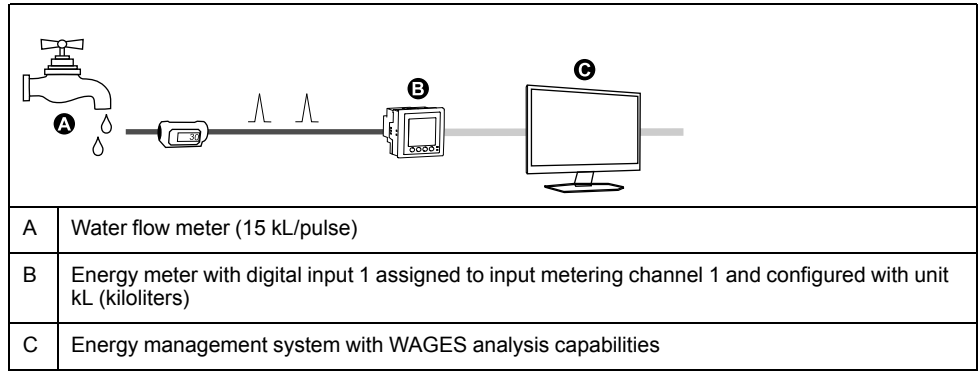 C
B
A
30
A Water flow meter (15 kL/pulse)
B Energy meter with digital input 1 assigned to input metering channel 1 and configured with unit
kL (kiloliters)
C Energy management system with WAGES analysis capabilities